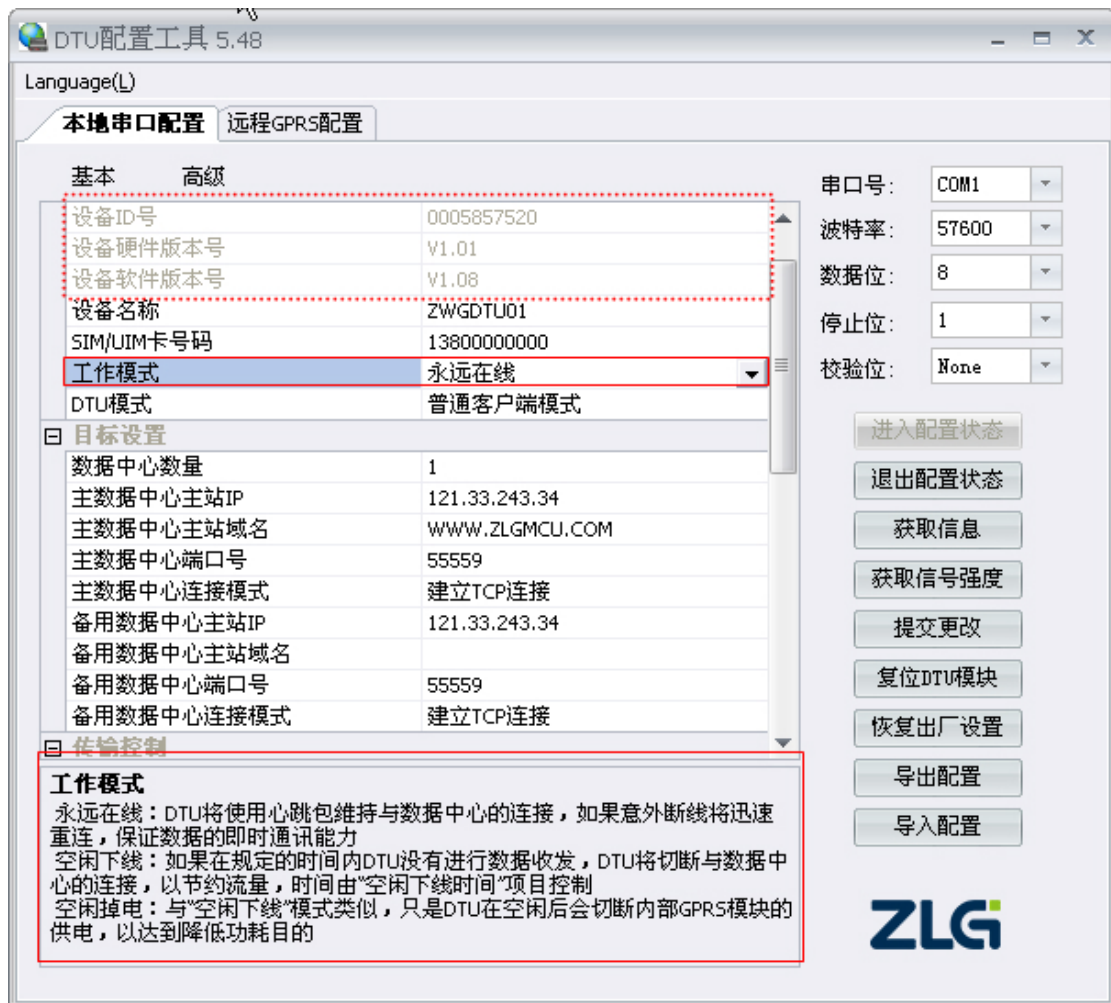 DTU配置工具 5.48
Language(L)
本地串口配置 远程GPRS配置
基本 高级
设备ID号 0005857520
设备硬件版本号 V1.01
设备软件版本号 V1.08
设备名称 ZWGDTU01
SIM/UIM卡号码 13800000000
工作模式 永远在线
DTU模式 普通客户端模式
目标设置
数据中心数量 1
主数据中心主站IP 121.33.243.34
主数据中心主站域名 WWW.ZLGMCU.COM
主数据中心端口号 55559
主数据中心连接模式 建立TCP连接
备用数据中心主站IP 121.33.243.34
备用数据中心主站域名
备用数据中心端口号 55559
备用数据中心连接模式 建立TCP连接
传输控制
工作模式
永远在线：DTU将使用心跳包维持与数据中心的连接，如果意外断线将迅速
重连，保证数据的即时通讯能力
空闲下线：如果在规定的时间内DTU没有进行数据收发，DTU将切断与数据中
心的连接，以节约流量，时间由"空闲下线时间"项目控制
空闲掉电：与"空闲下线"模式类似，只是DTU在空闲后会切断内部GPRS模块的
供电，以达到降低功耗目的
串口号： COM1
波特率： 57600
数据位： 8
停止位： 1
校验位： None
进入配置状态
退出配置状态
获取信息
获取信号强度
提交更改
复位DTU模块
恢复出厂设置
导出配置
导入配置
ZLG